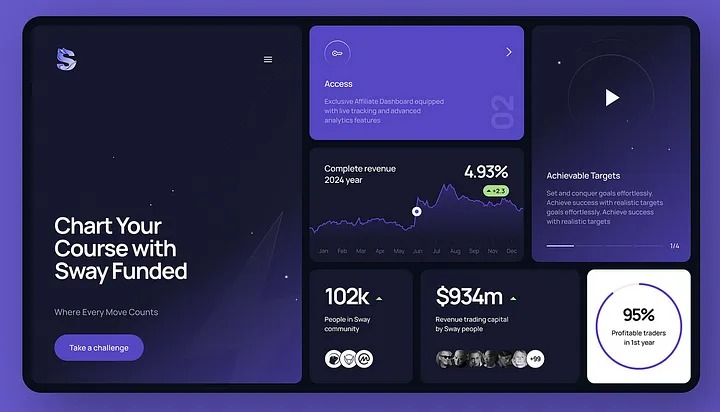 S
Chart Your
Course with
Sway Funded
Where Every Move Counts
Take a challenge
Access
Exclusive Affiliate Dashboard equipped
with live tracking and advanced
analytics features
02
Complete revenue
2024 year
4.93%
+2.3
Jan Feb Mar Apr May Jun Jul Aug Sep Nov Dec
Achievable Targets
Set and conquer goals effortlessly.
Achieve success with realistic targets
goals effortlessly. Achieve success
with realistic targets
1/4
102k
People in Sway
community
$934m
Revenue trading capital
by Sway people
+99
95%
Profitable traders
in 1st year